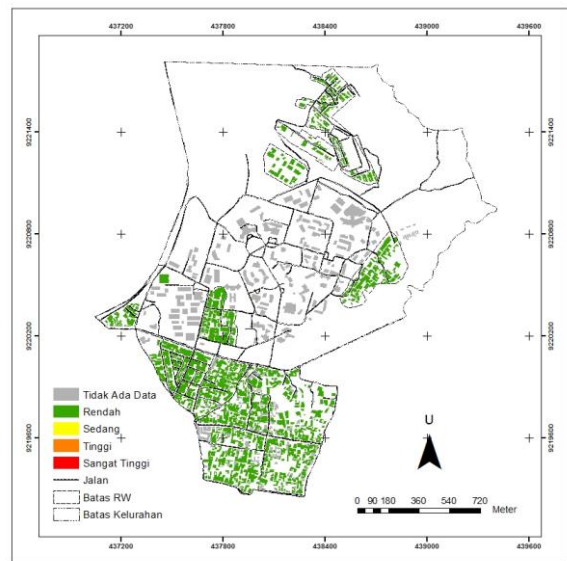 437200 437800 438400 439000 439600
9221400 9221400
9220800 9220800
9220200 9220200
9219600 9219600
Tidak Ada Data
Rendah
Sedang
Tinggi
Sangat Tinggi
Jalan
Batas RW
Batas Kelurahan
U
0 90 180 360 540 720
Meter
437200 437800 438400 439000 439600